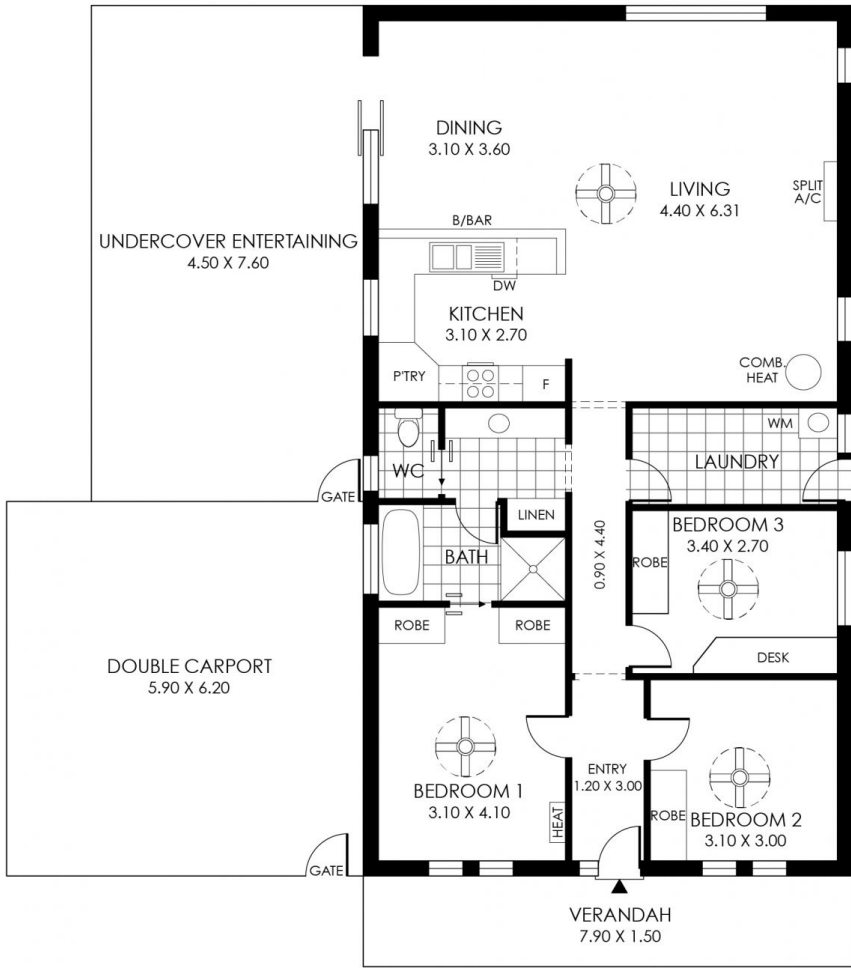 DINING
3.10 X 3.60
LIVING
4.40 X 6.31
SPLIT
A/C
B/BAR
UNDERCOVER ENTERTAINING
4.50 X 7.60
DW
KITCHEN
3.10 X 2.70
P'TRY
F
COMB.
HEAT
WM
WC
LAUNDRY
GATE
LINEN
BEDROOM 3
3.40 X 2.70
BATH
0.90 X 4.40
ROBE
ROBE
ROBE
DESK
DOUBLE CARPORT
5.90 X 6.20
ENTRY
1.20 X 3.00
BEDROOM 1
3.10 X 4.10
HEAT
ROBE
BEDROOM 2
3.10 X 3.00
GATE
VERANDAH
7.90 X 1.50